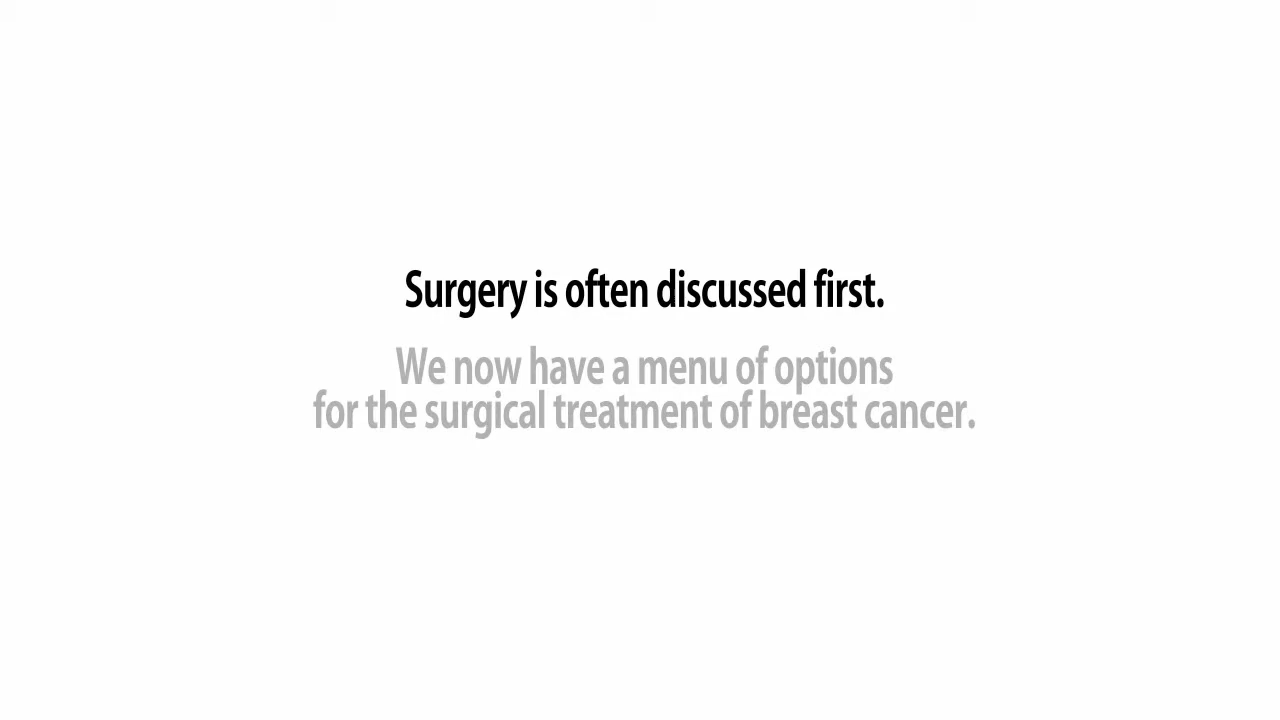 Surgery is often discussed first.
We now have a menu of options
for the surgical treatment of breast cancer.